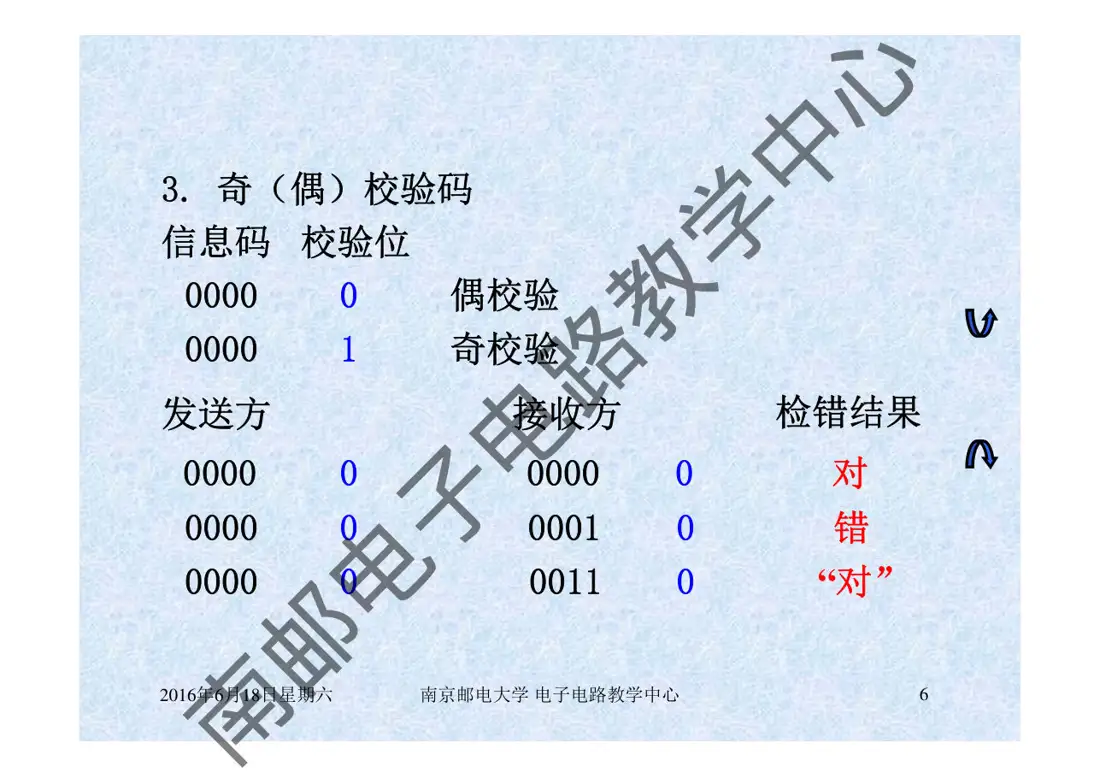 3. 奇（偶）校验码
信息码 校验位
0000 0 偶校验
0000 1 奇校验
发送方 接收方 检错结果
0000 0 0000 0 对
0000 0 0001 0 错
0000 0 0011 0 “对”
2016年6月18日星期六 南京邮电大学 电子电路教学中心 6
南邮电子电路教学中心